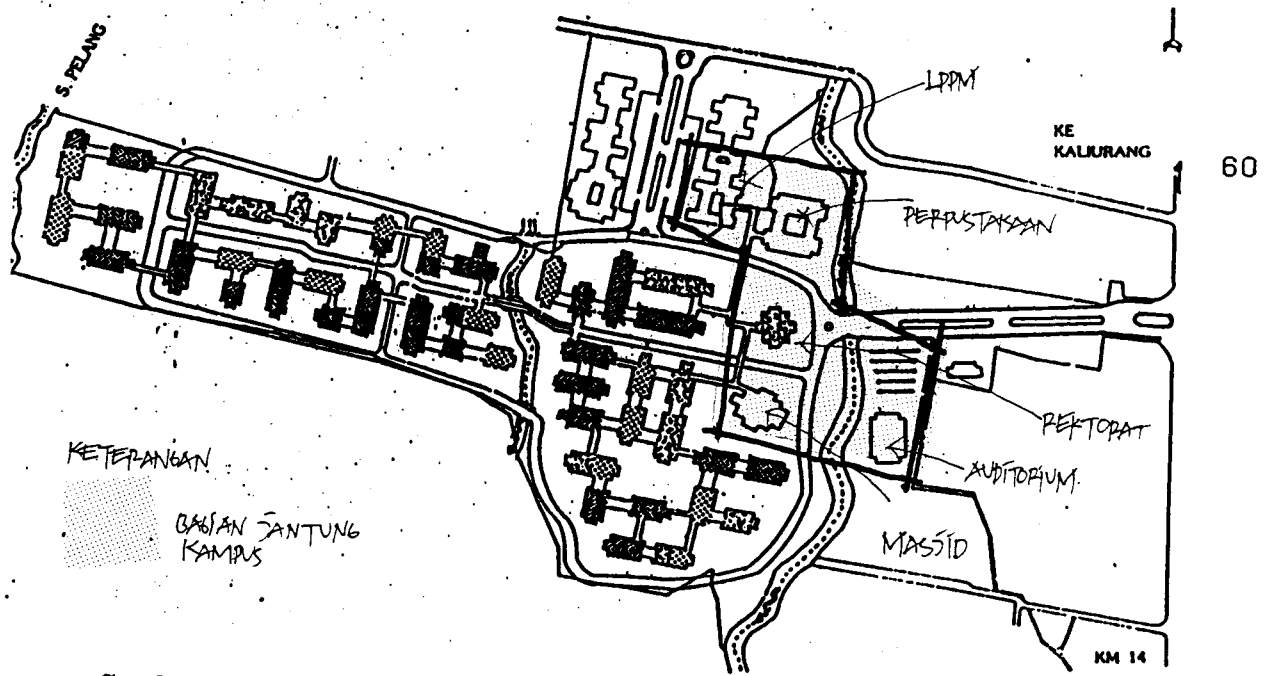 S. PELANG
LPPM
KE
KALIURANG
60
PERPUSTAKAAN
REKTORAT
AUDITORIUM.
MASJID
KETERANGAN
BAGIAN JANTUNG
KAMPUS
KM 14